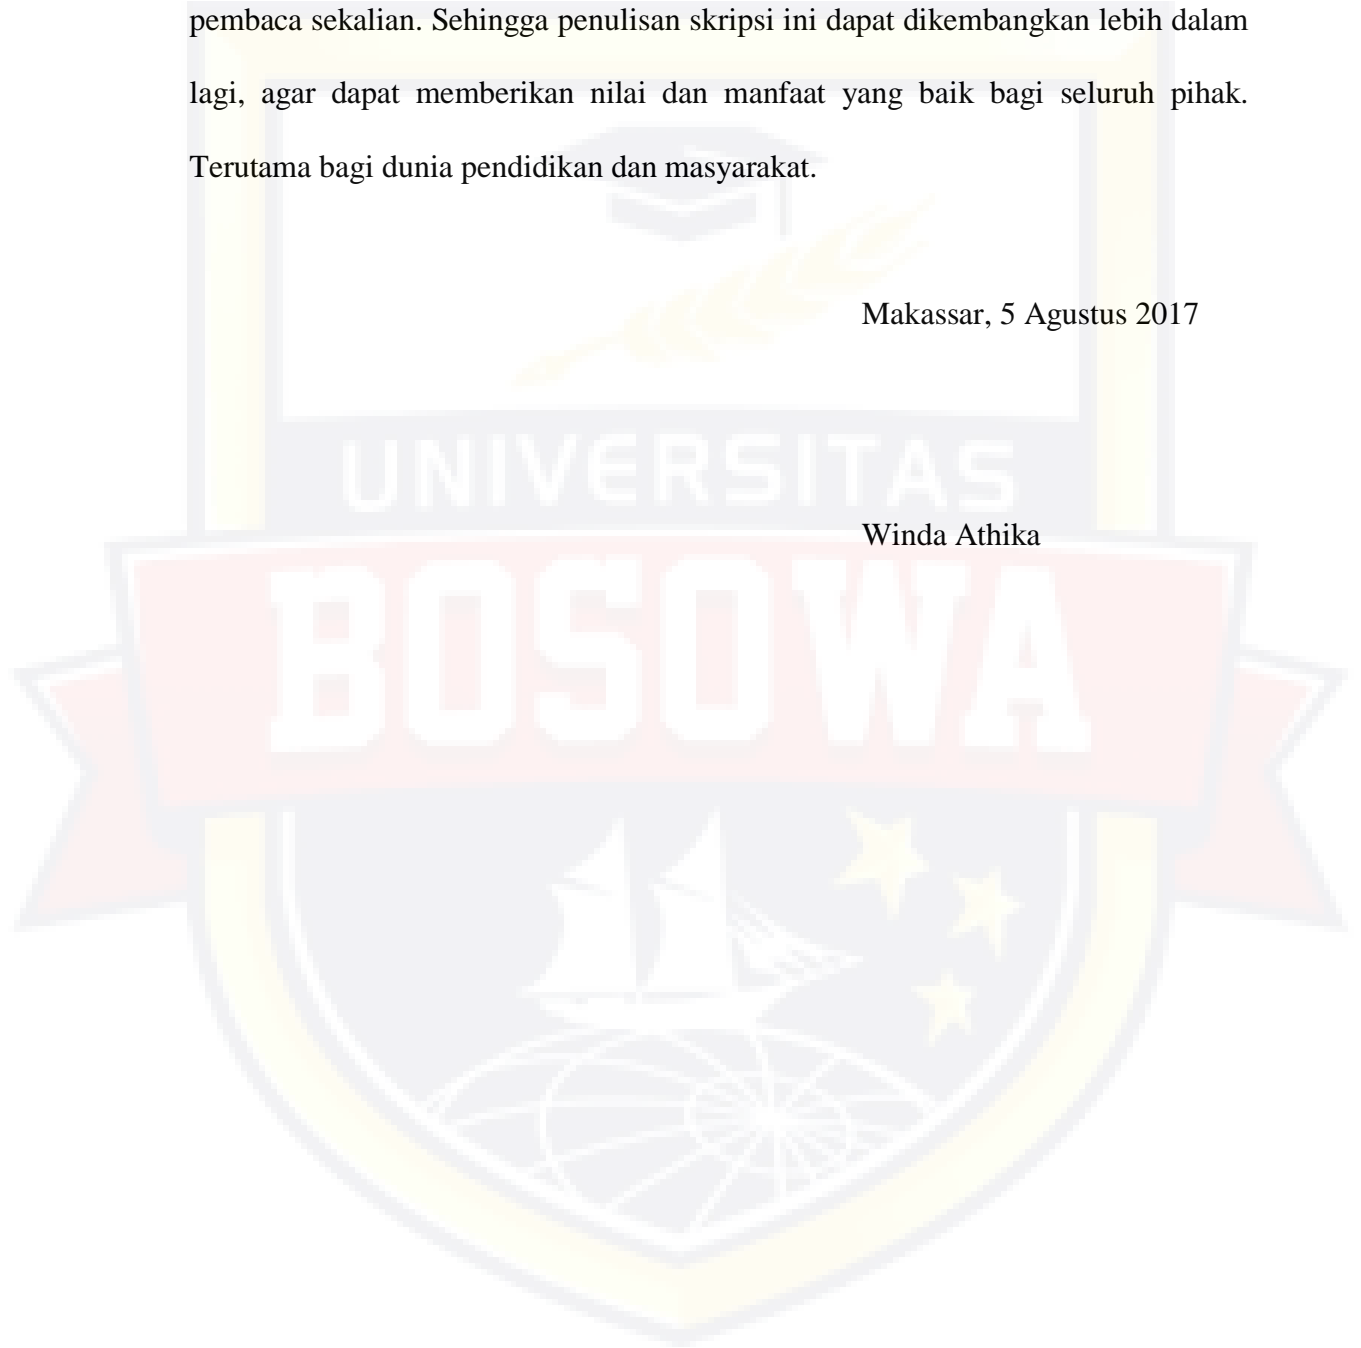 pembaca sekalian. Sehingga penulisan skripsi ini dapat dikembangkan lebih dalam
lagi, agar dapat memberikan nilai dan manfaat yang baik bagi seluruh pihak.
Terutama bagi dunia pendidikan dan masyarakat.
Makassar, 5 Agustus 2017
UNIVERSITAS
Winda Athika
BOSOWA